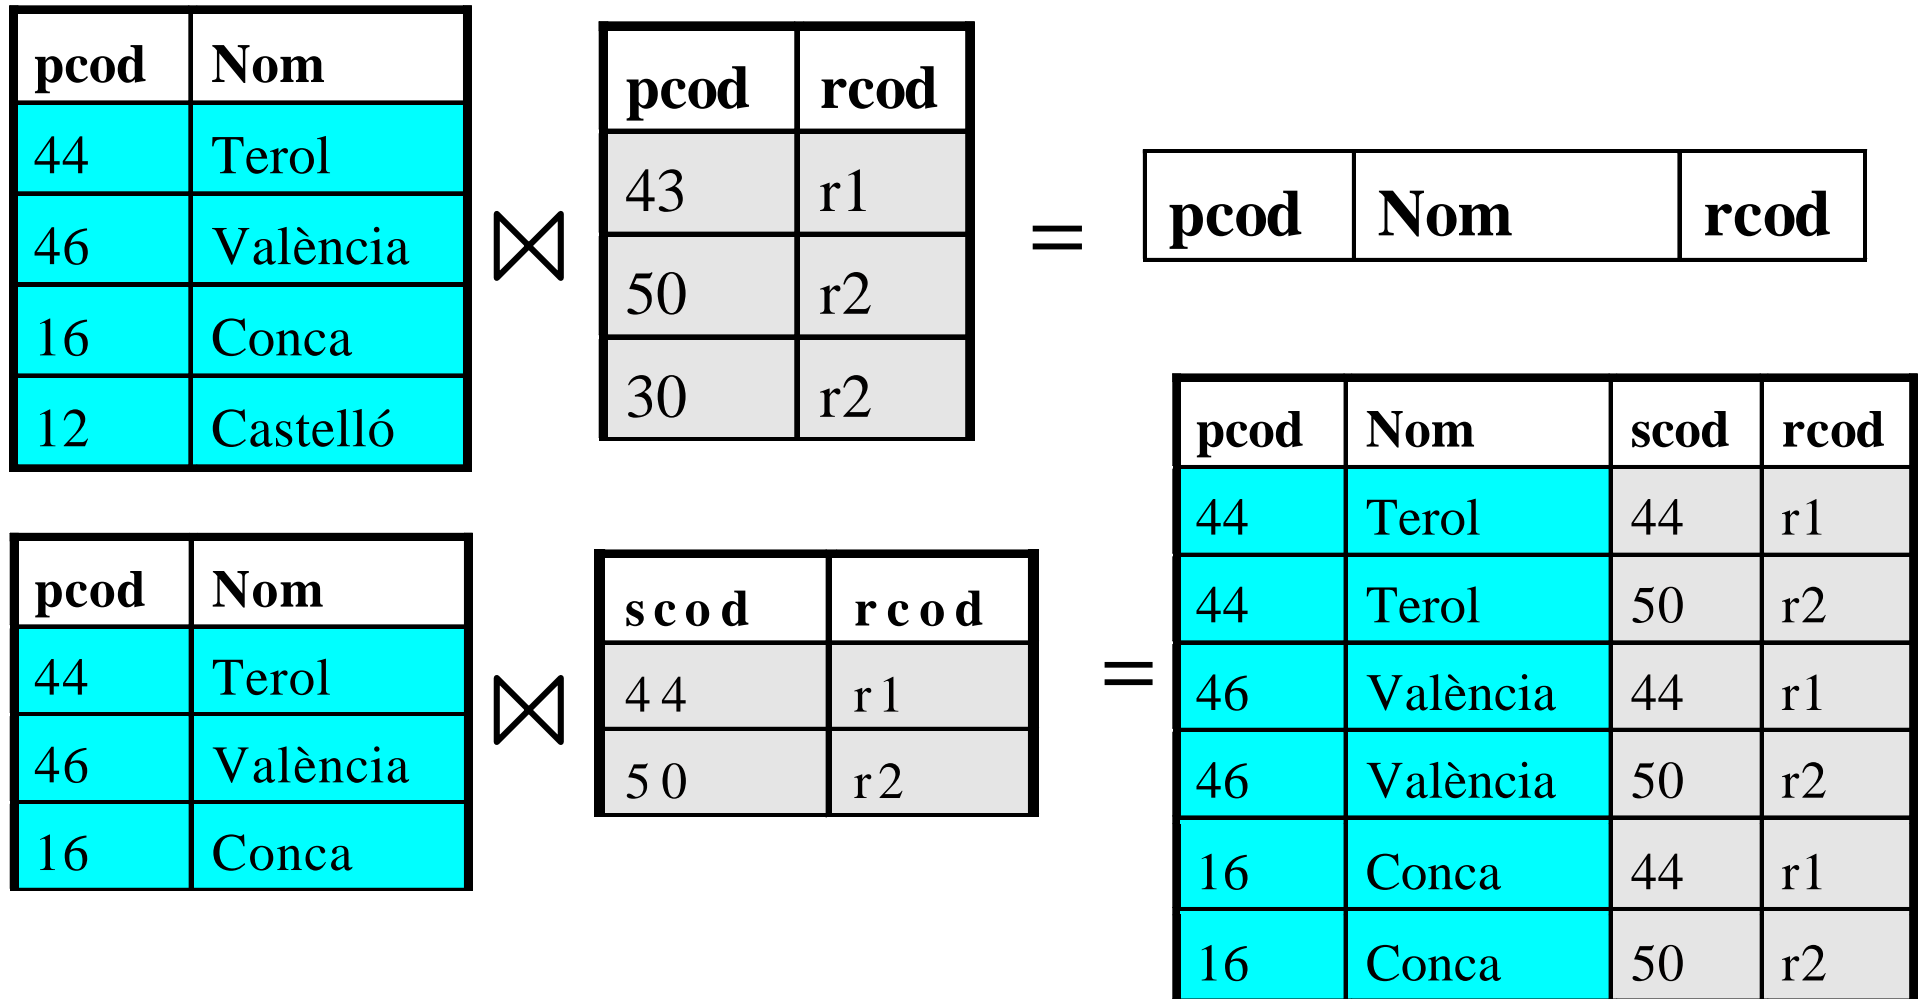 pcod Nom
44 Terol
46 València
16 Conca
12 Castelló
⋈
pcod rcod
43 r1
50 r2
30 r2
=
pcod Nom rcod
pcod Nom
44 Terol
46 València
16 Conca
⋈
scod rcod
44 r1
50 r2
=
pcod Nom scod rcod
44 Terol 44 r1
44 Terol 50 r2
46 València 44 r1
46 València 50 r2
16 Conca 44 r1
16 Conca 50 r2